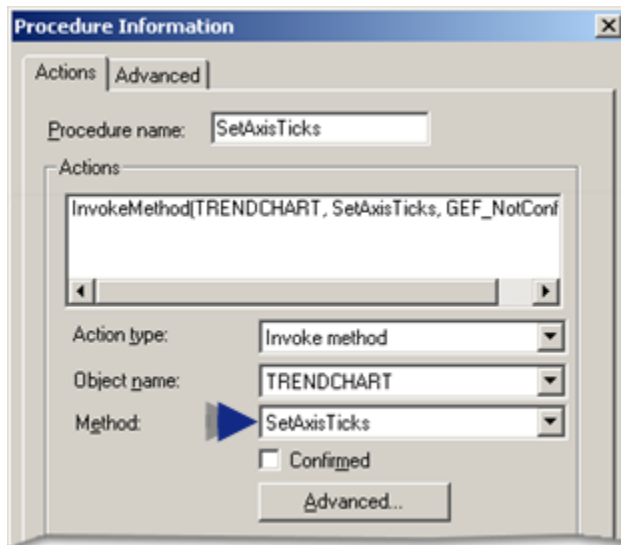 Procedure Information
Actions Advanced
Procedure name: SetAxisTicks
Actions
InvokeMethod(TRENDCHART, SetAxisTicks, GEF_NotConf
Action type: Invoke method
Object name: TRENDCHART
Method: SetAxisTicks
Confirmed
Advanced...